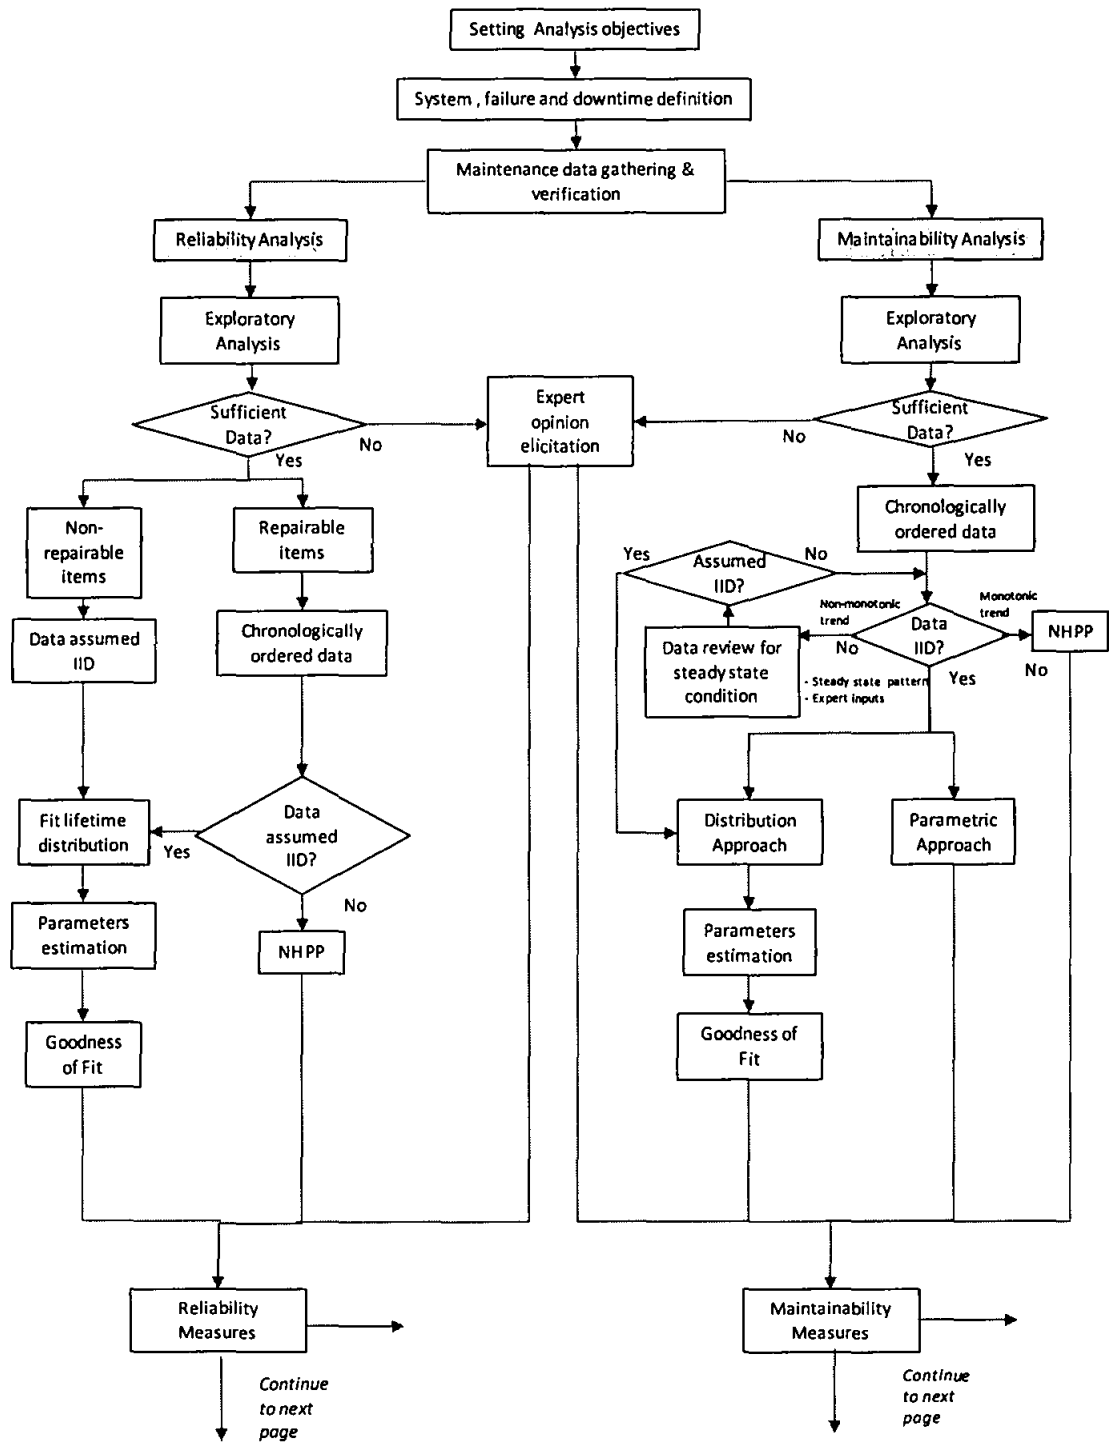 Setting Analysis objectives
System , failure and downtime definition
Maintenance data gathering &
verification
Reliability Analysis
Maintainability Analysis
Exploratory
Analysis
Exploratory
Analysis
Sufficient
Data?
No
Yes
Expert
opinion
elicitation
Sufficient
Data?
No
Yes
Non-
repairable
items
Repairable
items
Chronologically
ordered data
Yes
Assumed
IID?
No
Data assumed
IID
Chronologically
ordered data
Data review for
steady state
condition
Non-monotonic
trend
No
Data
IID?
Monotonic
trend
NHPP
No
Yes
- Steady state pattern
- Expert inputs
Fit lifetime
distribution
Yes
Data
assumed
IID?
No
Distribution
Approach
Parametric
Approach
Parameters
estimation
NHPP
Parameters
estimation
Goodness
of Fit
Goodness of
Fit
Reliability
Measures
Maintainability
Measures
Continue
to next
page
Continue
to next
page